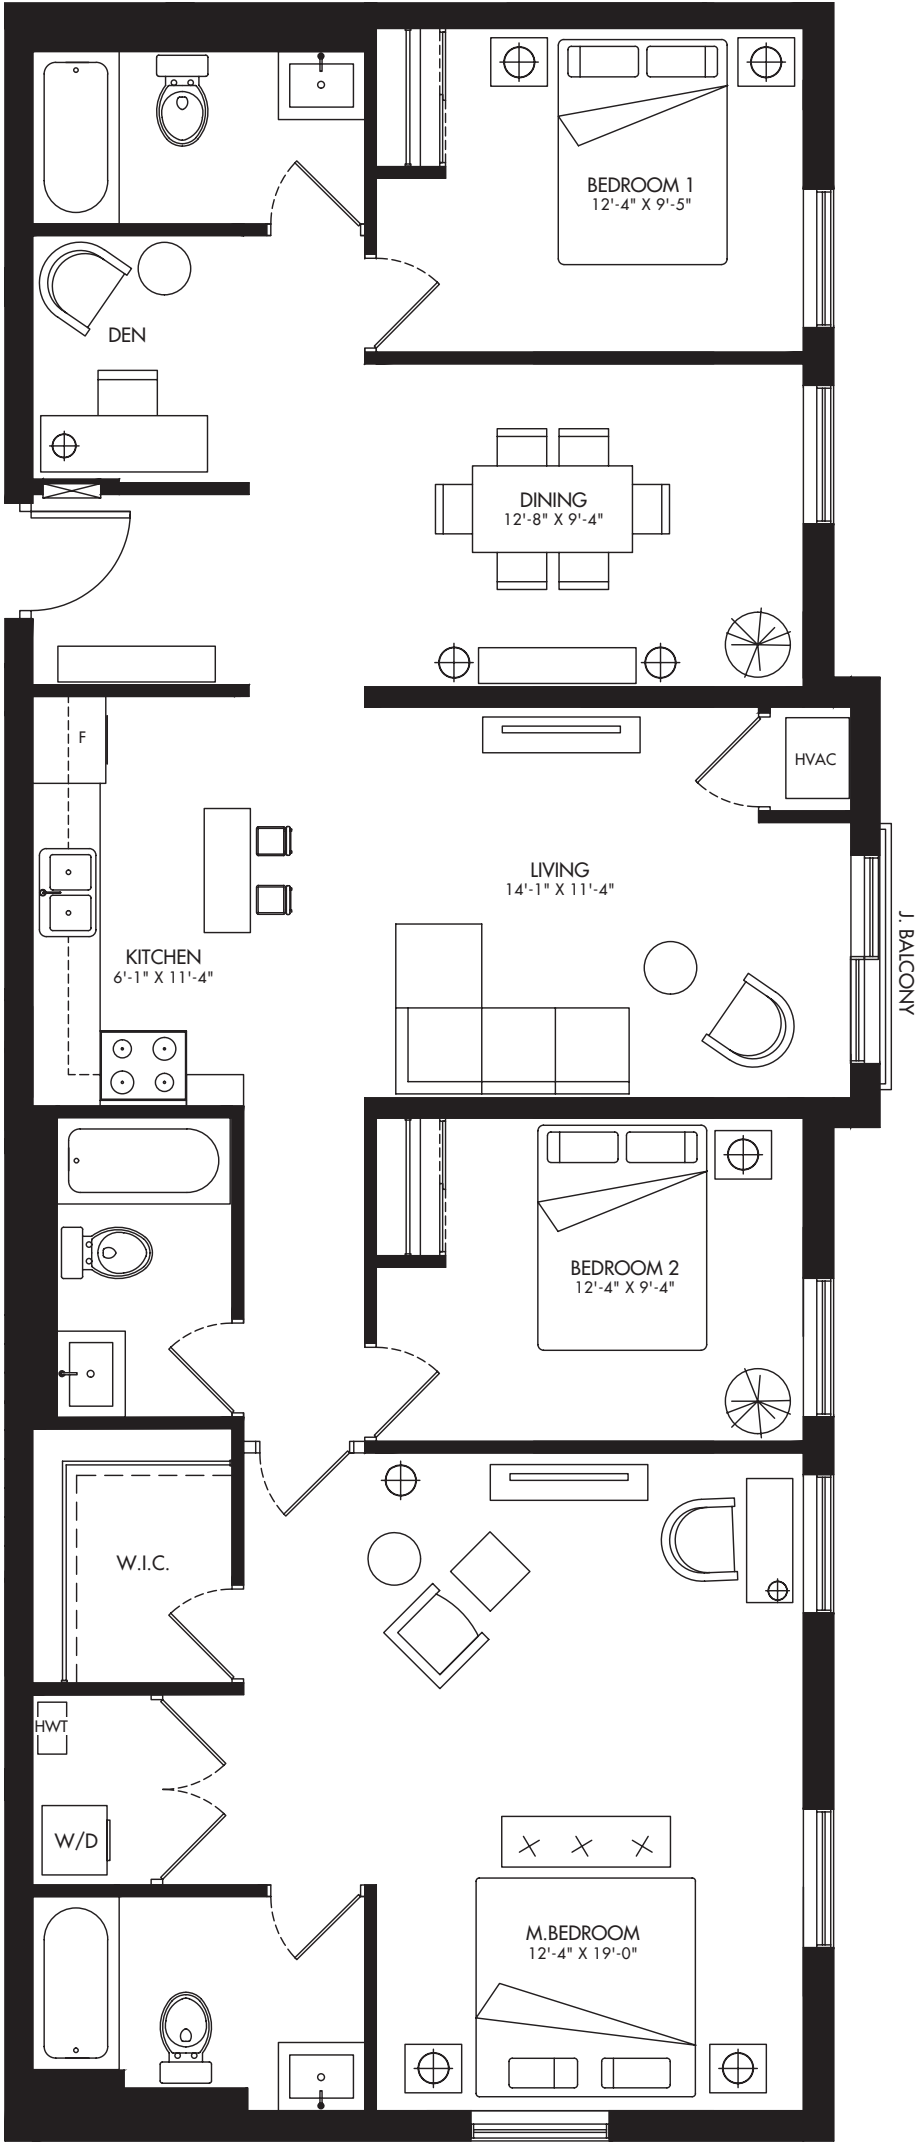 BEDROOM 1
12'-4" X 9'-5"
DEN
DINING
12'-8" X 9'-4"
F
HVAC
LIVING
14'-1" X 11'-4"
J. BALCONY
KITCHEN
6'-1" X 11'-4"
BEDROOM 2
12'-4" X 9'-4"
W.I.C.
HWT
W/D
M.BEDROOM
12'-4" X 19'-0"